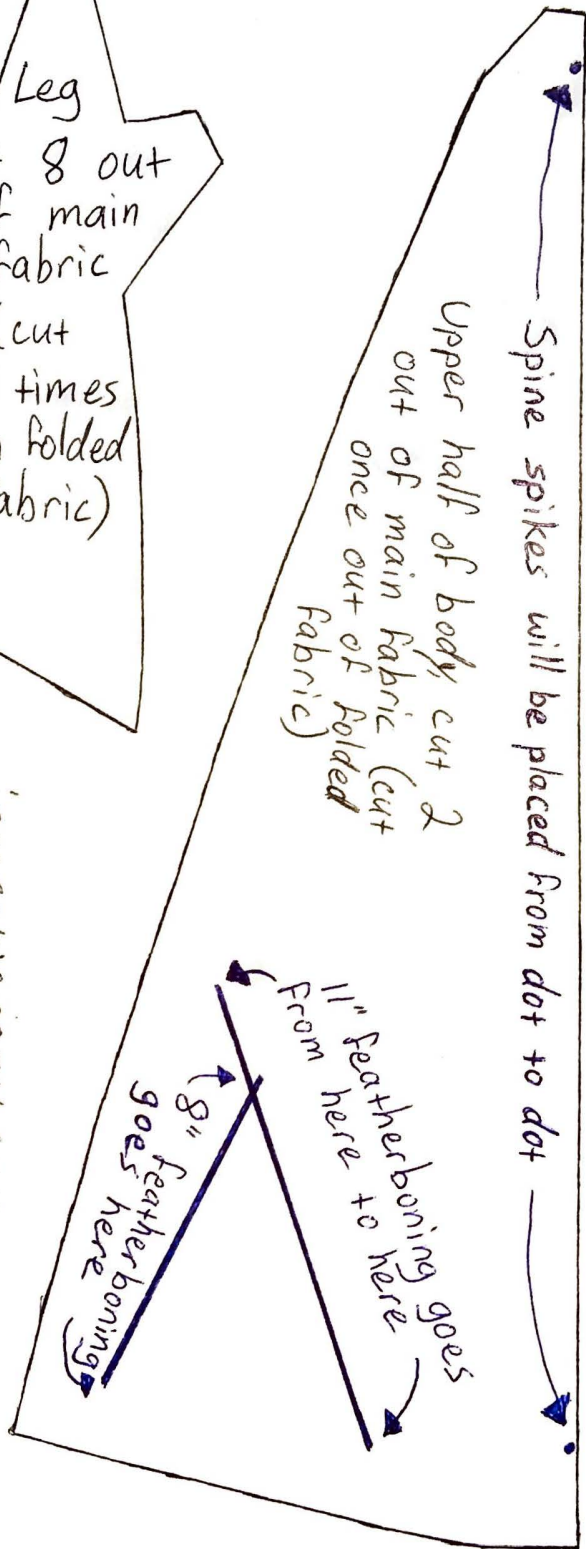 Leg
8 out
main
fabric
cut
times
folded
fabric)
Spine spikes will be placed from dot to dot
Upper half of body, cut 2
out of main fabric (cut
once out of folded
fabric)
11" featherboning goes
from here to here
8" featherboning
goes here